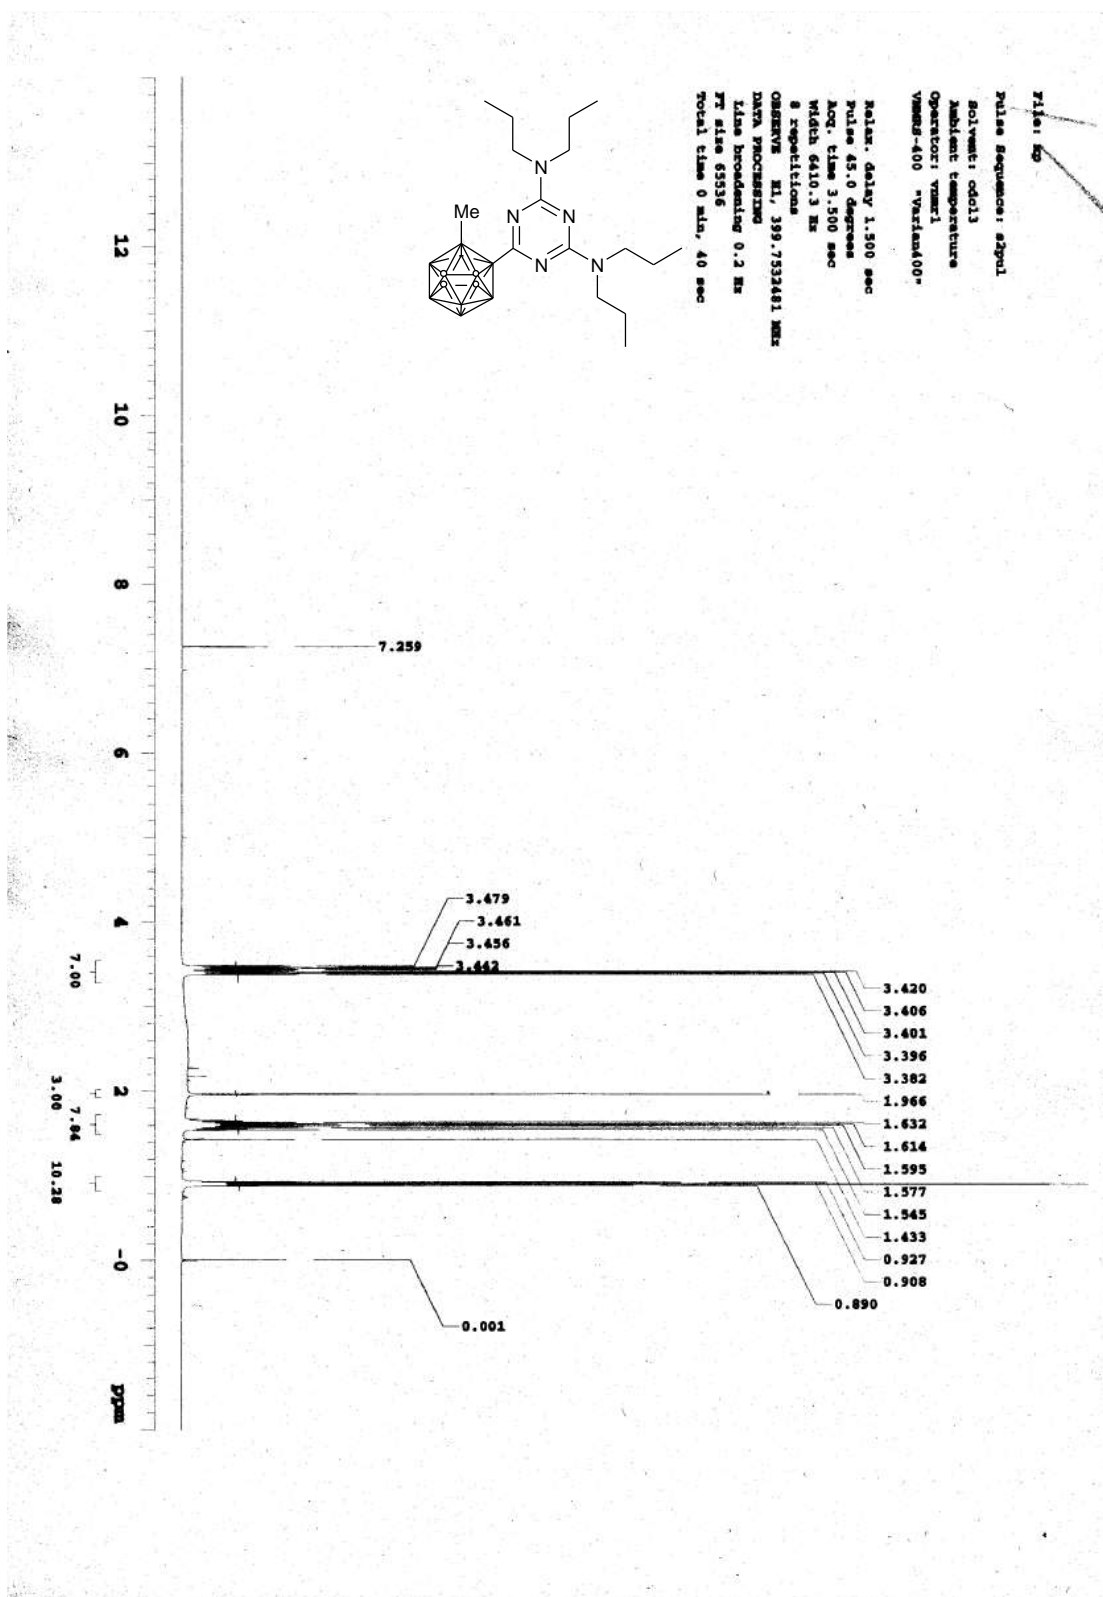 File: xp
Pulse Sequence: s2pul
Solvent: cdcl3
Ambient temperature
Operator: vnmr1
VNMRS-400 "Varian400"
Relax. delay 1.500 sec
Pulse 45.0 degrees
Acq. time 3.500 sec
Width 6410.3 Hz
8 repetitions
OBSERVE H1, 399.7532481 MHz
DATA PROCESSING
Line broadening 0.2 Hz
FT size 65536
Total time 0 min, 40 sec
N
Me
N
N
N
N
7.259
3.479
3.461
3.456
3.442
3.420
3.406
3.401
3.396
3.382
1.966
1.632
1.614
1.595
1.577
1.545
1.433
0.927
0.908
0.890
0.001
12
10
8
6
4
2
-0
ppm
7.00
3.00
7.84
10.28